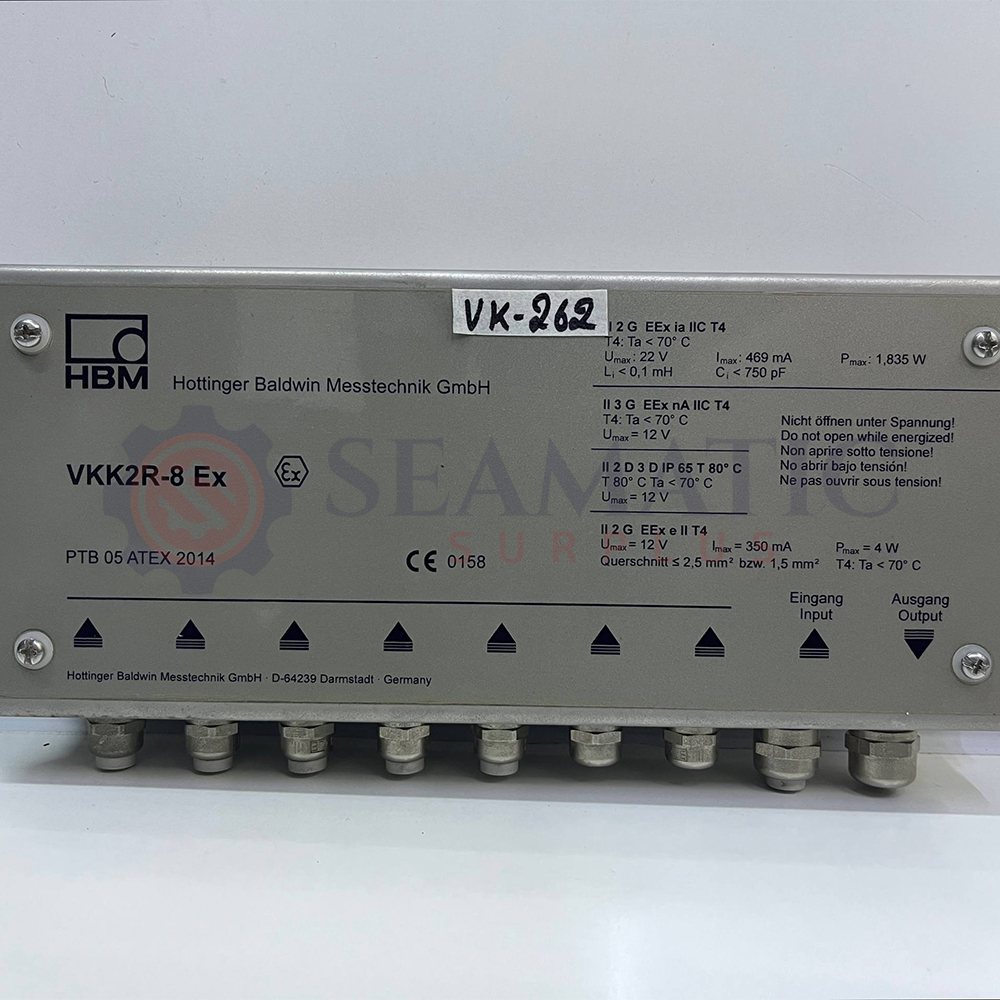 VK-262
HBM
Hottinger Baldwin Messtechnik GmbH
VKK2R-8 Ex
Ex
PTB 05 ATEX 2014
CE 0158
I 2 G EEx ia IIC T4
T4: Ta < 70° C
Umax: 22 V Imax: 469 mA Pmax: 1,835 W
Li < 0,1 mH Ci < 750 pF
II 3 G EEx nA IIC T4
T4: Ta < 70° C
Umax = 12 V
II 2 D 3 D IP 65 T 80° C
T 80° C Ta < 70° C
Umax = 12 V
II 2 G EEx e II T4
Umax = 12 V Imax = 350 mA Pmax = 4 W
Querschnitt ≤ 2,5 mm² bzw. 1,5 mm² T4: Ta < 70° C
Nicht öffnen unter Spannung!
Do not open while energized!
Non aprire sotto tensione!
No abrir bajo tensión!
Ne pas ouvrir sous tension!
Eingang
Input
Ausgang
Output
Hottinger Baldwin Messtechnik GmbH · D-64239 Darmstadt · Germany
SEAMATIC
SURPLUS